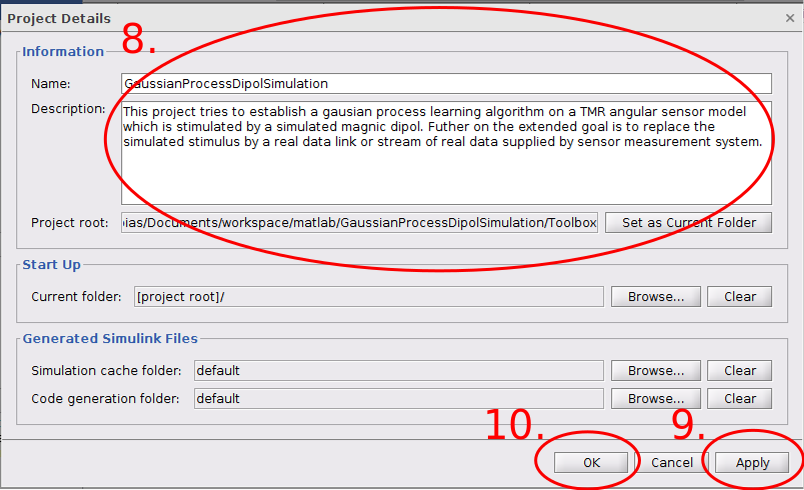 Project Details
8.
Information
Name: GaussianProcessDipolSimulation
Description: This project tries to establish a gausian process learning algorithm on a TMR angular sensor model
which is stimulated by a simulated magnic dipol. Futher on the extended goal is to replace the
simulated stimulus by a real data link or stream of real data supplied by sensor measurement system.
Project root: ias/Documents/workspace/matlab/GaussianProcessDipolSimulation/Toolbox Set as Current Folder
Start Up
Current folder: [project root]/ Browse... Clear
Generated Simulink Files
Simulation cache folder: default Browse... Clear
Code generation folder: default Browse... Clear
10. 9.
OK Cancel Apply